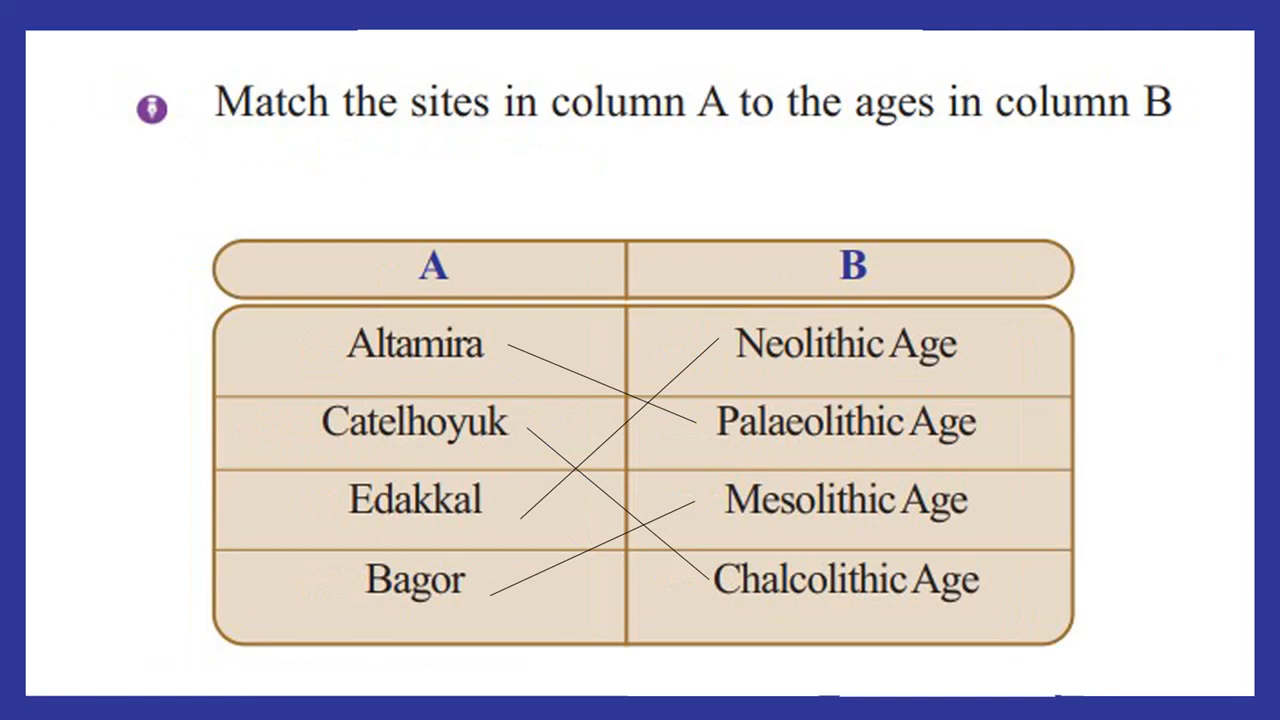 Match the sites in column A to the ages in column B
A B
Altamira Neolithic Age
Catelhoyuk Palaeolithic Age
Edakkal Mesolithic Age
Bagor Chalcolithic Age